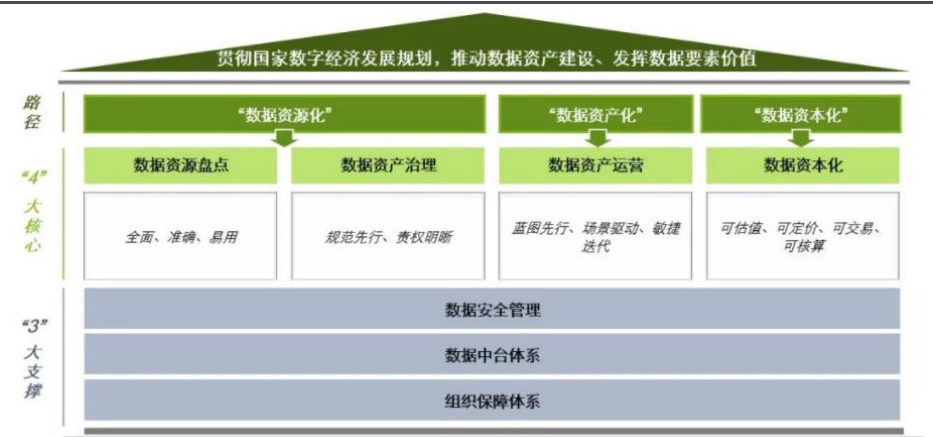 贯彻国家数字经济发展规划，推动数据资产建设、发挥数据要素价值
路径
“数据资源化”
“数据资产化”
“数据资本化”
“4”大核心
数据资源盘点
数据资产治理
数据资产运营
数据资本化
全面、准确、易用
规范先行、责权明晰
蓝图先行、场景驱动、敏捷
迭代
可估值、可定价、可交易、
可核算
“3”大支撑
数据安全管理
数据中台体系
组织保障体系